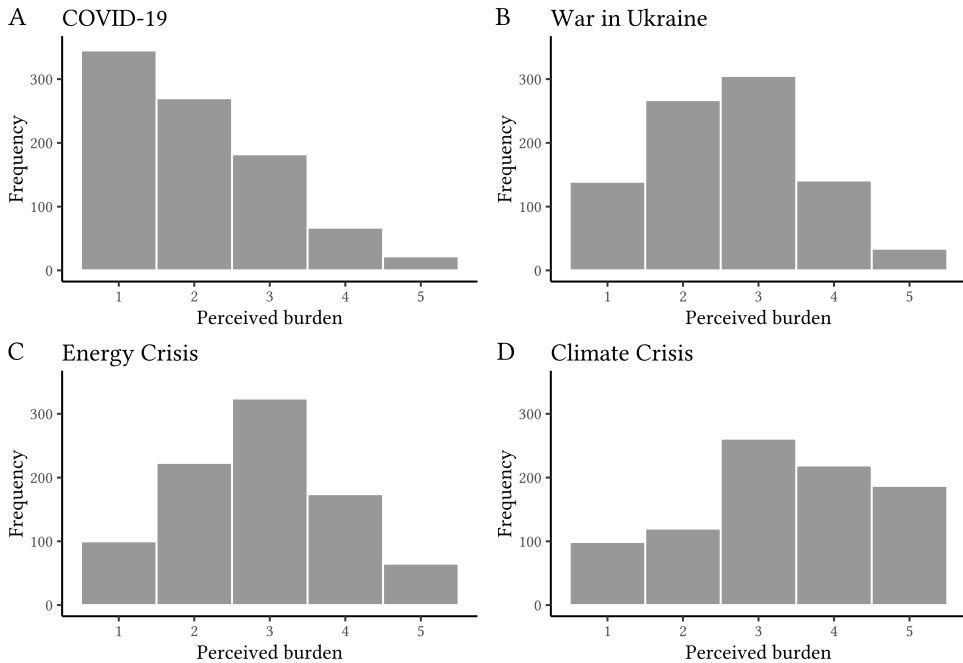 A COVID-19
Frequency
300
200
100
0
1 2 3 4 5
Perceived burden
B War in Ukraine
Frequency
300
200
100
0
1 2 3 4 5
Perceived burden
C Energy Crisis
Frequency
300
200
100
0
1 2 3 4 5
Perceived burden
D Climate Crisis
Frequency
300
200
100
0
1 2 3 4 5
Perceived burden